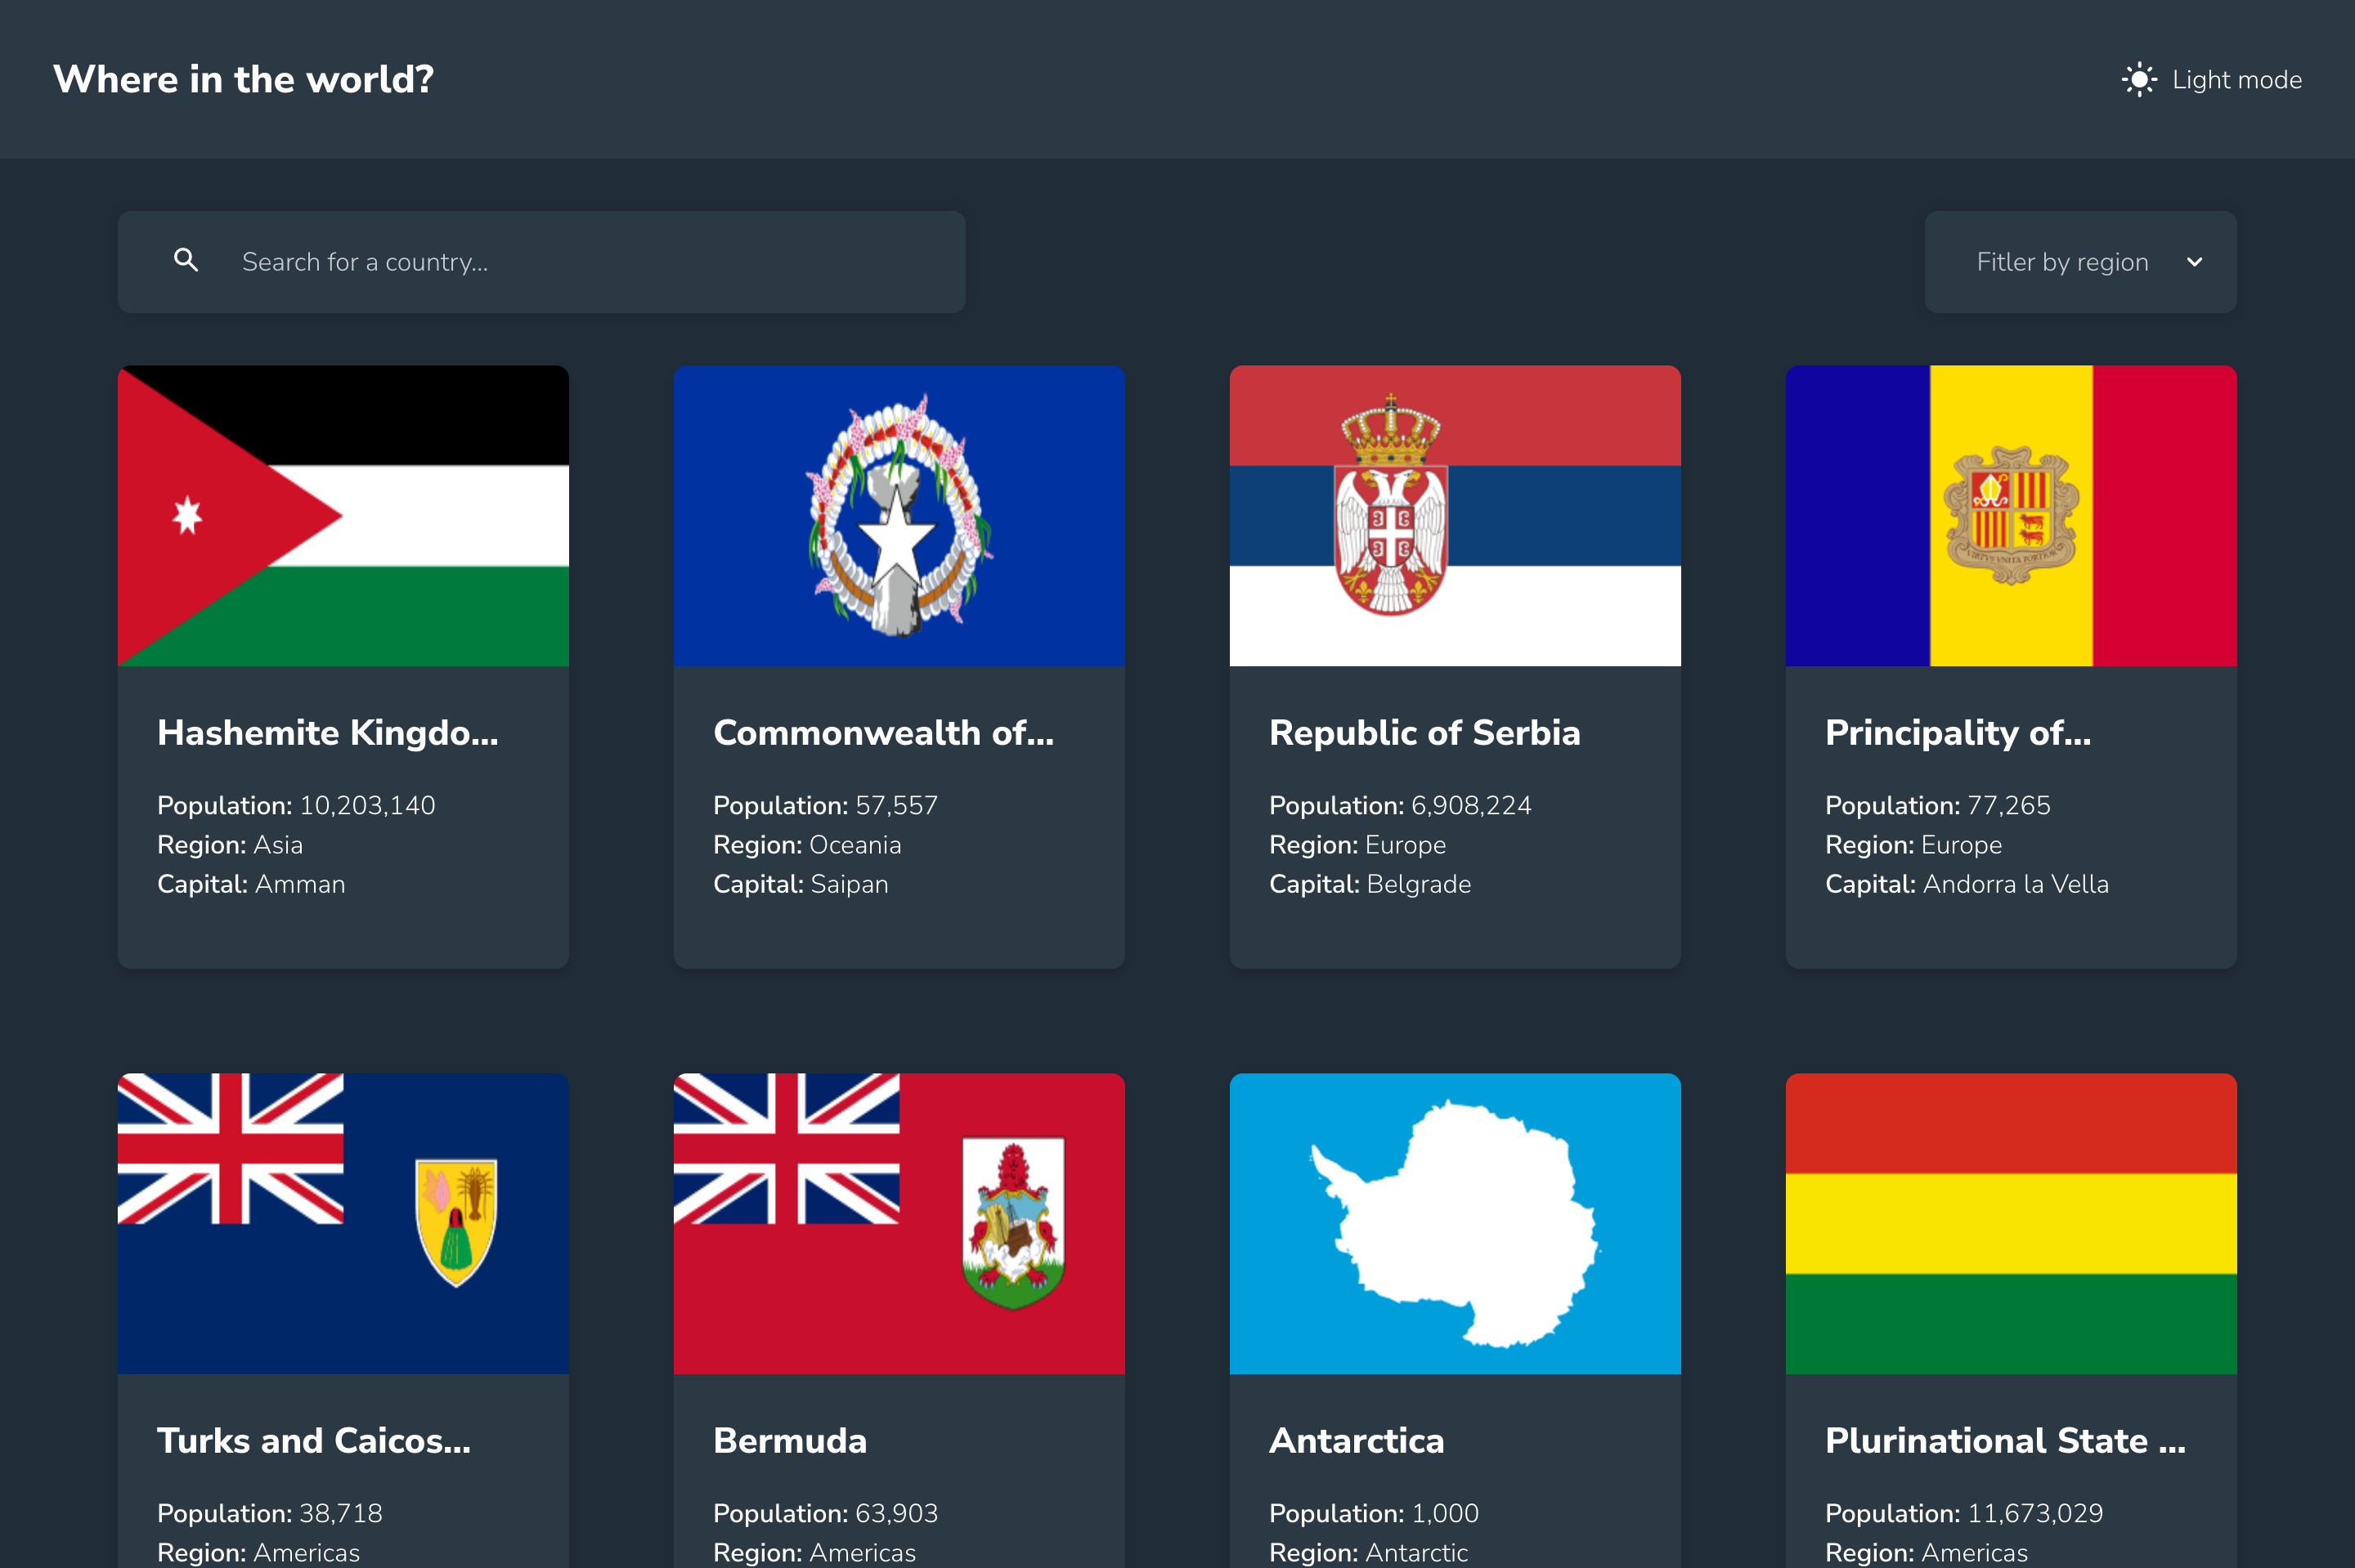 Where in the world?
Light mode
Search for a country...
Fitler by region
Hashemite Kingdo...
Population: 10,203,140
Region: Asia
Capital: Amman
Commonwealth of...
Population: 57,557
Region: Oceania
Capital: Saipan
Republic of Serbia
Population: 6,908,224
Region: Europe
Capital: Belgrade
Principality of...
Population: 77,265
Region: Europe
Capital: Andorra la Vella
Turks and Caicos...
Population: 38,718
Region: Americas
Bermuda
Population: 63,903
Region: Americas
Antarctica
Population: 1,000
Region: Antarctic
Plurinational State ...
Population: 11,673,029
Region: Americas